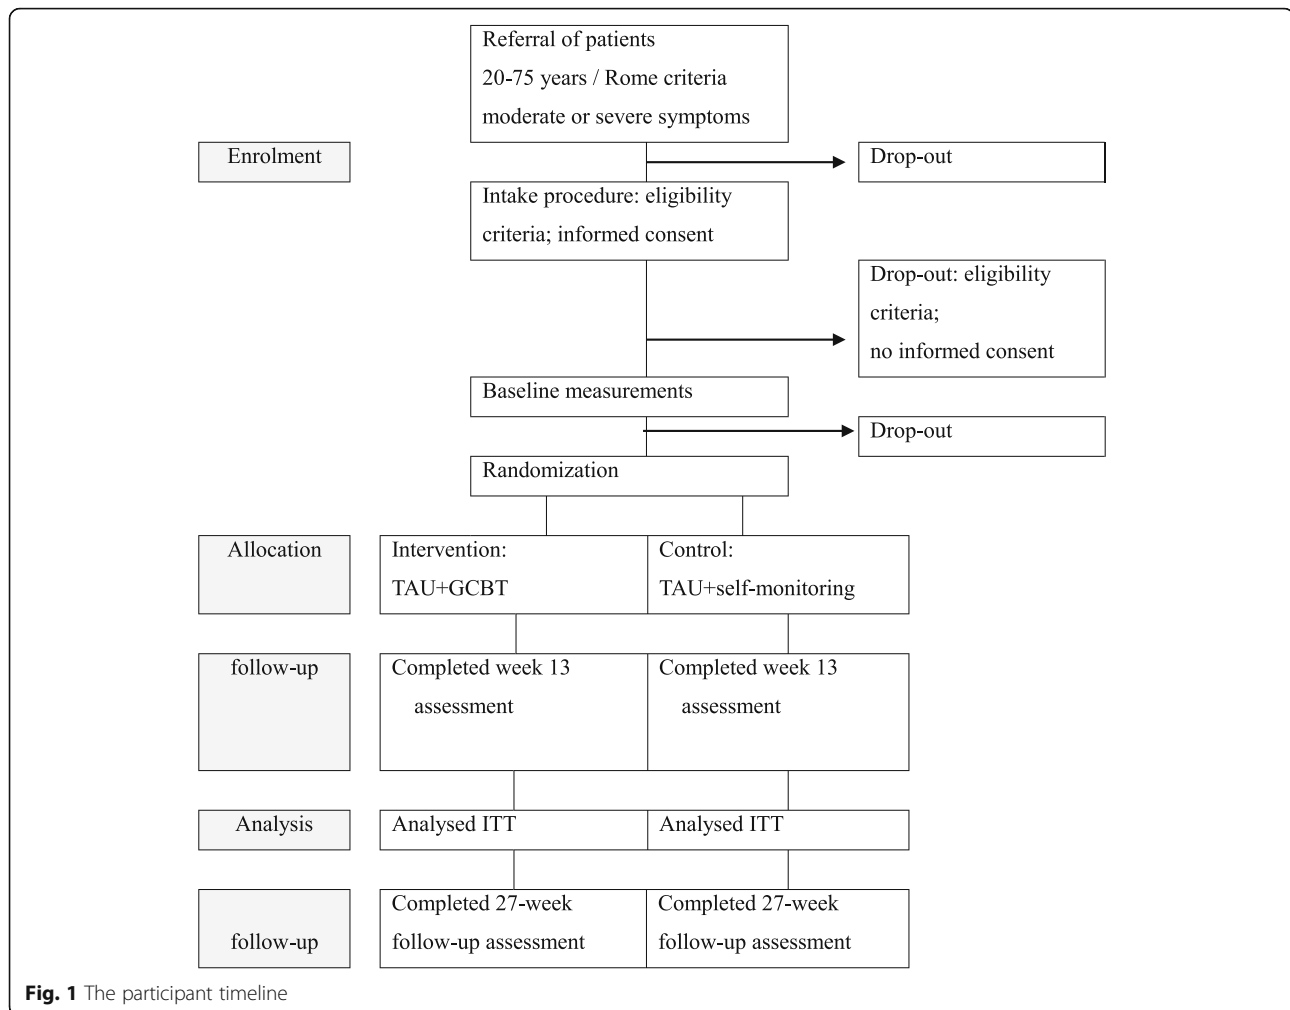 Referral of patients
20-75 years / Rome criteria
moderate or severe symptoms
Enrolment
Drop-out
Intake procedure: eligibility
criteria; informed consent
Drop-out: eligibility
criteria;
no informed consent
Baseline measurements
Drop-out
Randomization
Allocation
Intervention:
TAU+GCBT
Control:
TAU+self-monitoring
follow-up
Completed week 13
assessment
Completed week 13
assessment
Analysis
Analysed ITT
Analysed ITT
follow-up
Completed 27-week
follow-up assessment
Completed 27-week
follow-up assessment
Fig. 1 The participant timeline